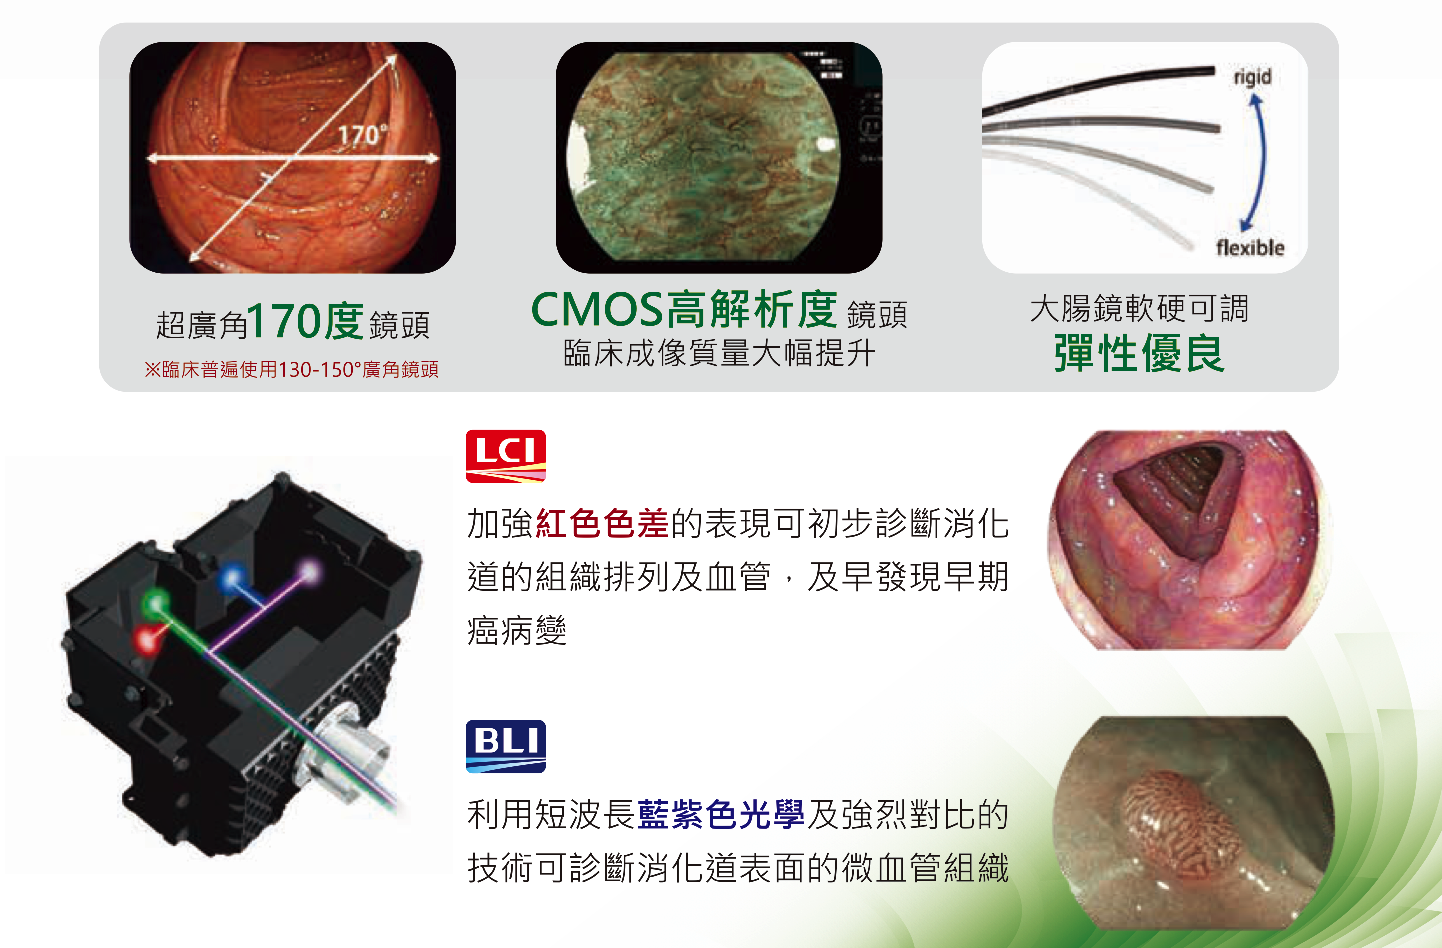 170°
rigid
flexible
超廣角170度鏡頭
※臨床普遍使用130-150°廣角鏡頭
CMOS高解析度鏡頭
臨床成像質量大幅提升
大腸鏡軟硬可調
彈性優良
LCI
加強紅色色差的表現可初步診斷消化
道的組織排列及血管，及早發現早期
癌病變
BLI
利用短波長藍紫色光學及強烈對比的
技術可診斷消化道表面的微血管組織